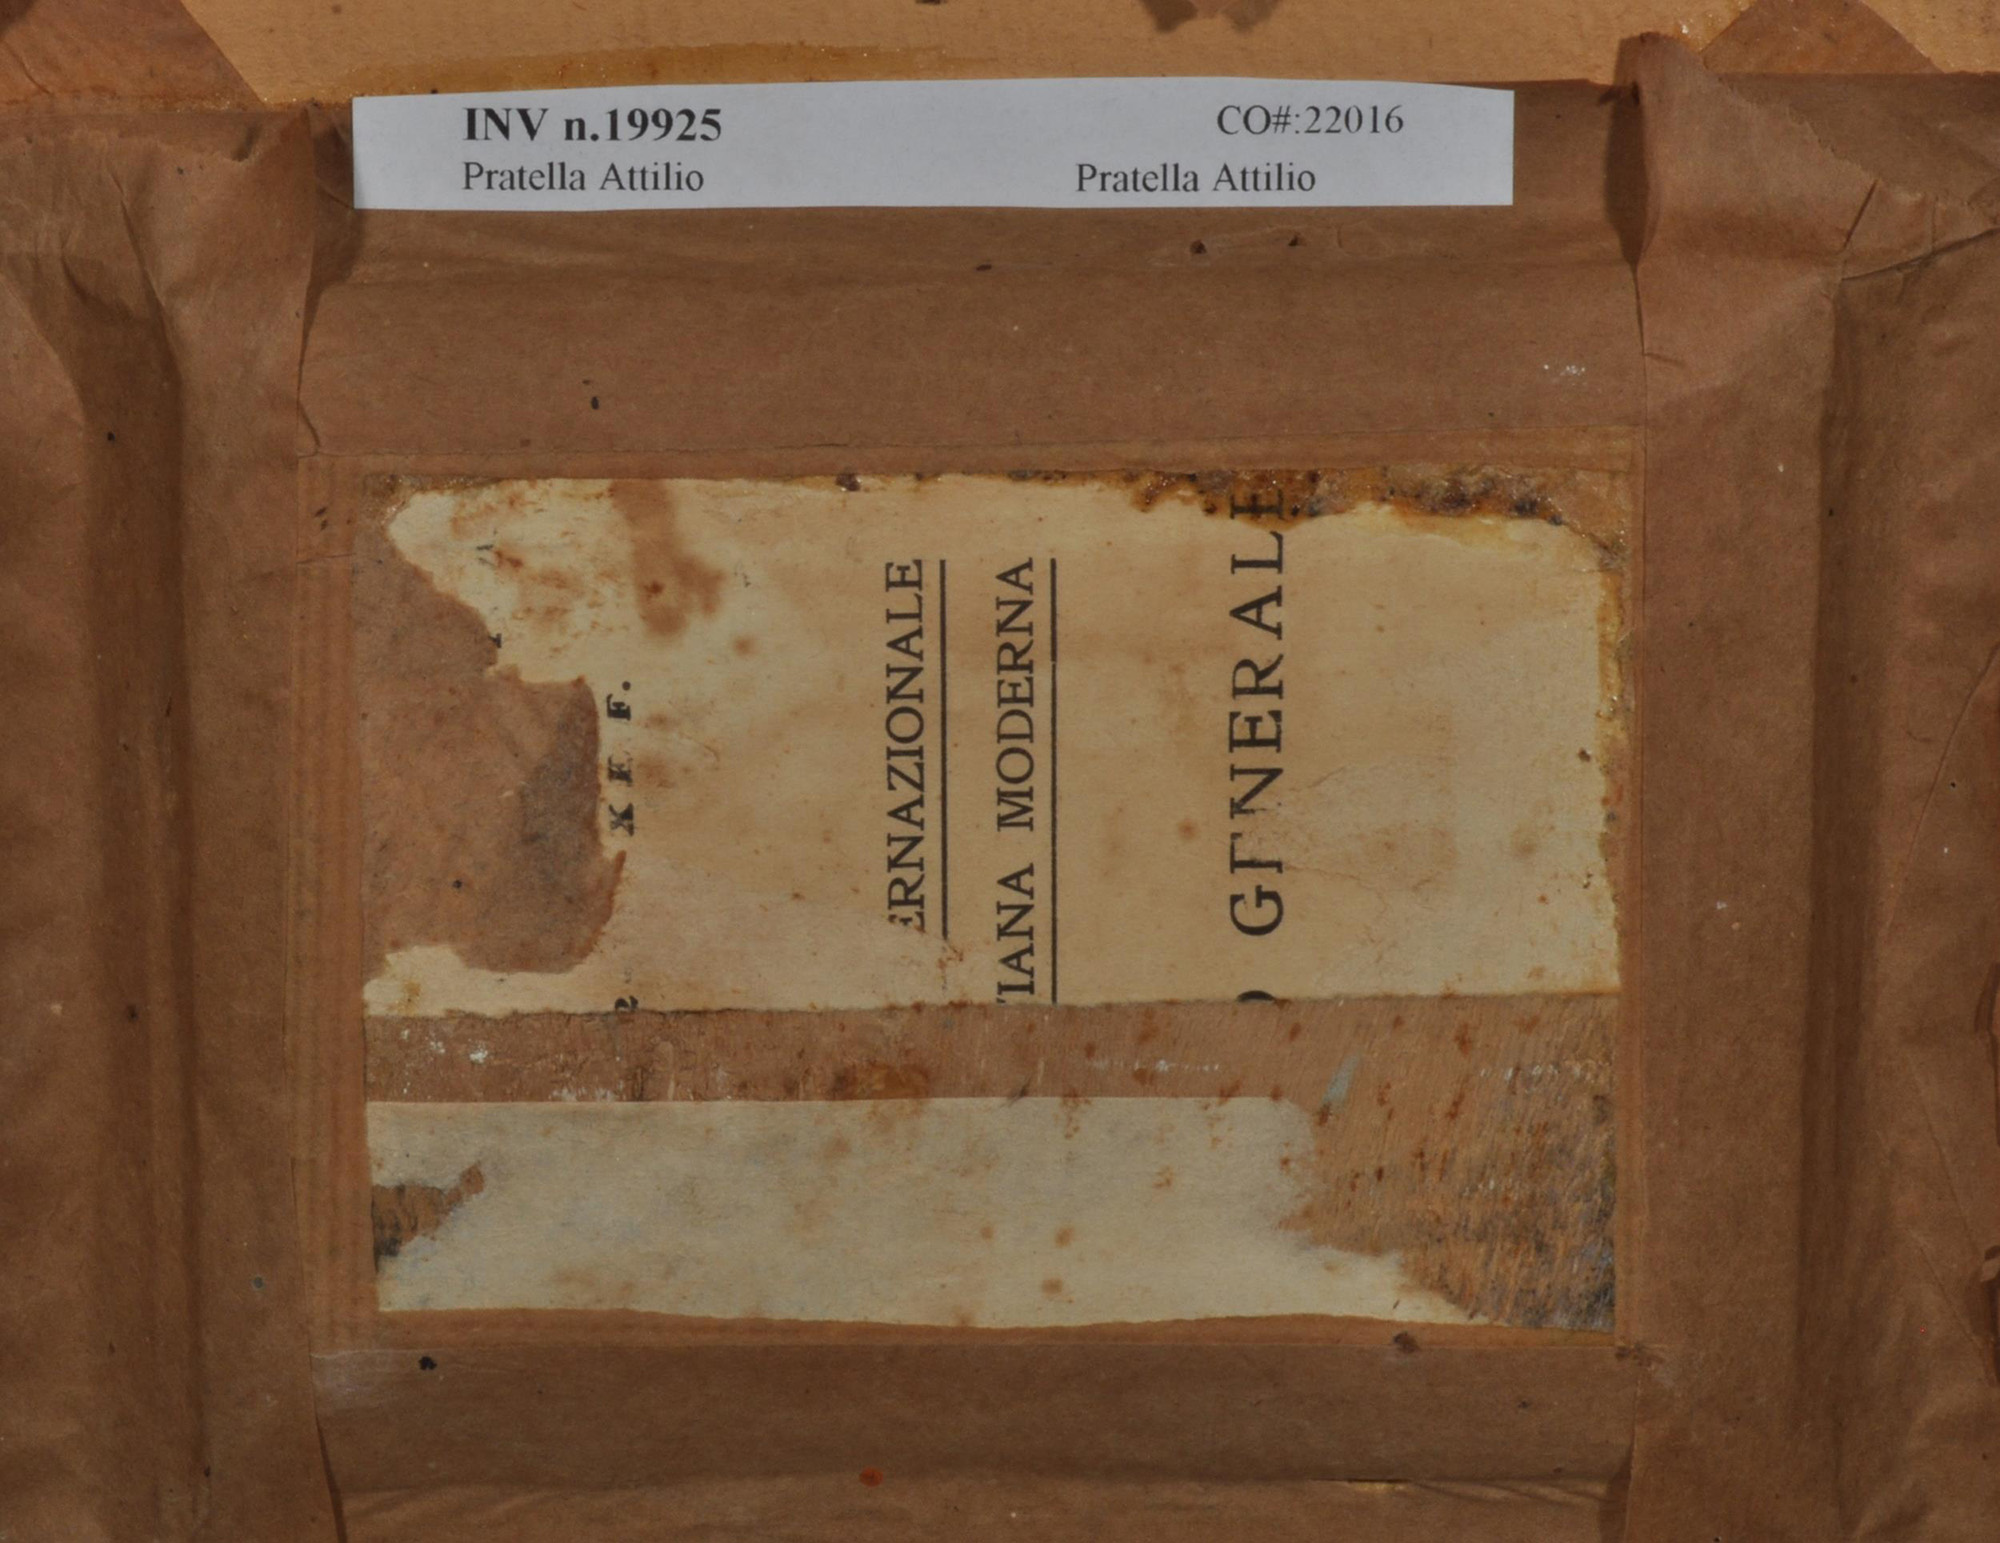 INV n.19925 CO#:22016
Pratella Attilio Pratella Attilio
ERNAZIONALE
IANA MODERNA
GENERALE